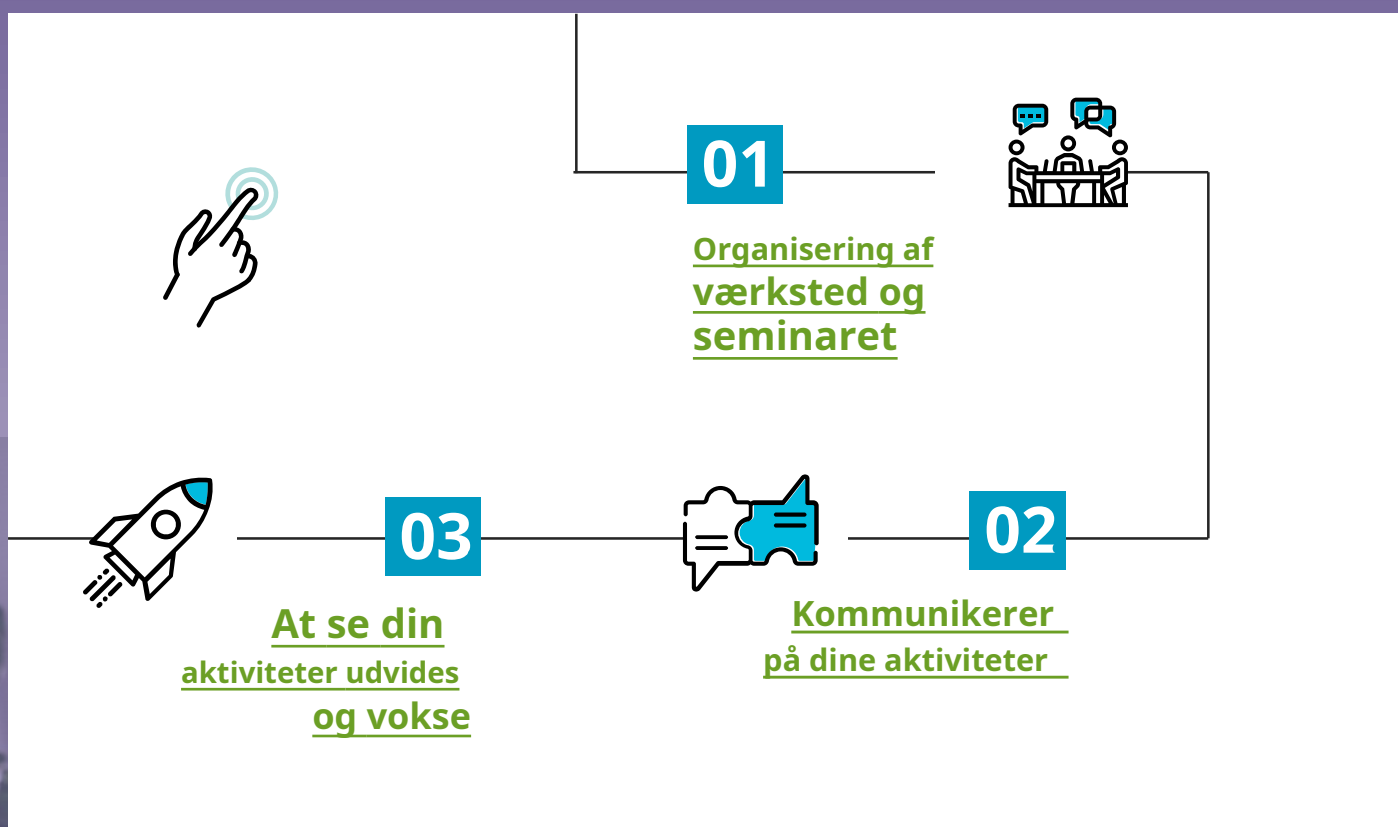 01
Organisering af
værksted og
seminaret
02
Kommunikerer
på dine aktiviteter
03
At se din
aktiviteter udvides
og vokse